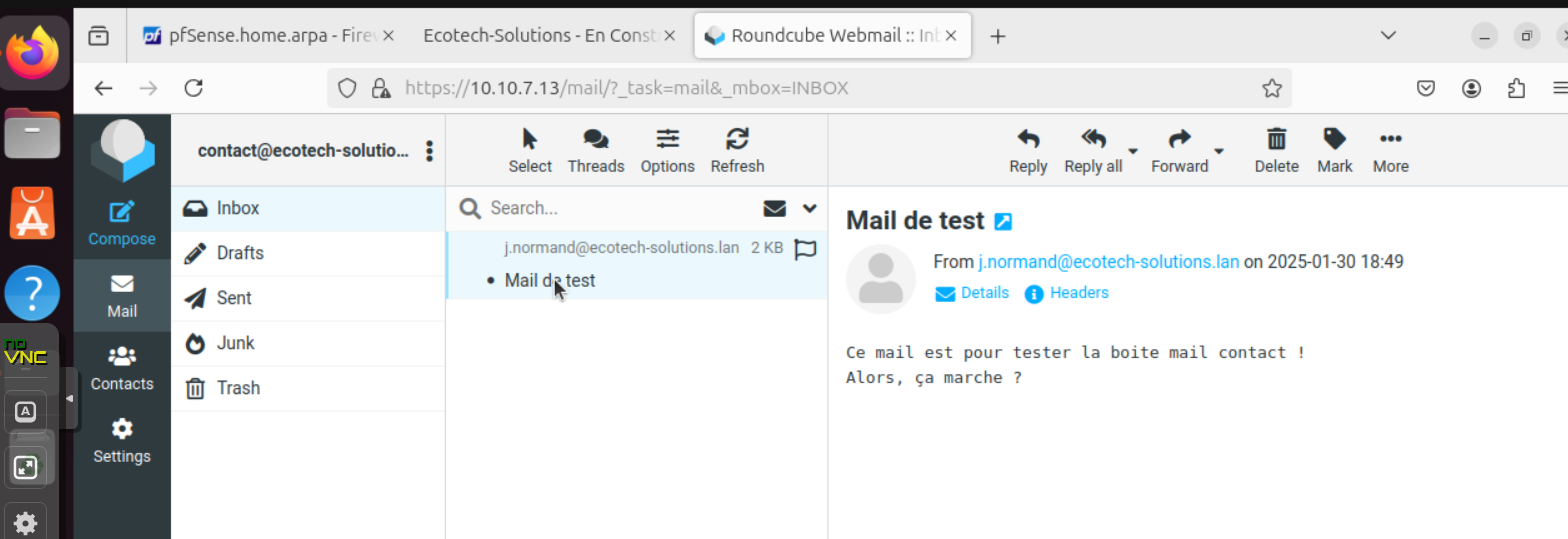 pfSense.home.arpa - Firew
Ecotech-Solutions - En Const
Roundcube Webmail :: Inb
https://10.10.7.13/mail/?_task=mail&_mbox=INBOX
contact@ecotech-solutio...
Select Threads Options Refresh
Reply Reply all Forward Delete Mark More
Compose
Mail
Contacts
Settings
Inbox
Drafts
Sent
Junk
Trash
Search...
j.normand@ecotech-solutions.lan 2 KB
Mail de test
Mail de test
From j.normand@ecotech-solutions.lan on 2025-01-30 18:49
Details Headers
Ce mail est pour tester la boite mail contact !
Alors, ça marche ?
no
VNC
A